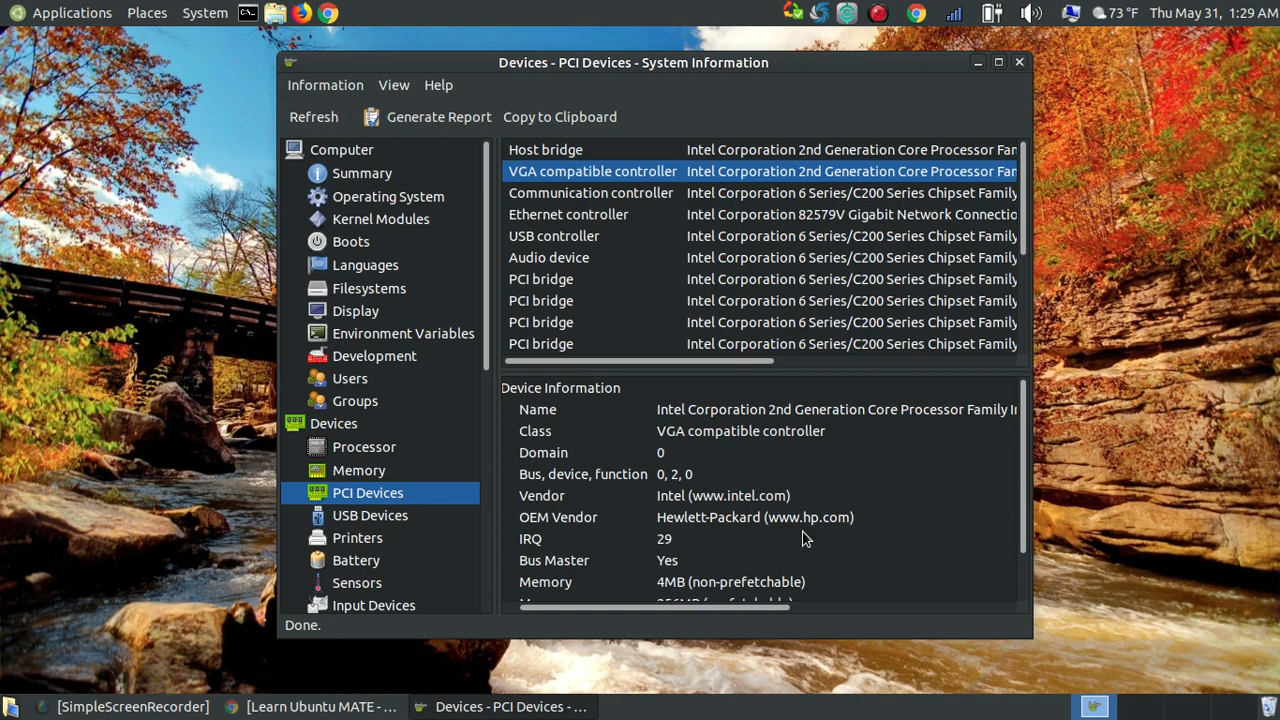 Applications Places System 73 °F Thu May 31, 1:29 AM
Devices - PCI Devices - System Information
Information View Help
Refresh Generate Report Copy to Clipboard
Computer
Summary
Operating System
Kernel Modules
Boots
Languages
Filesystems
Display
Environment Variables
Development
Users
Groups
Devices
Processor
Memory
PCI Devices
USB Devices
Printers
Battery
Sensors
Input Devices
Host bridge Intel Corporation 2nd Generation Core Processor Fam
VGA compatible controller Intel Corporation 2nd Generation Core Processor Fam
Communication controller Intel Corporation 6 Series/C200 Series Chipset Family
Ethernet controller Intel Corporation 82579V Gigabit Network Connectio
USB controller Intel Corporation 6 Series/C200 Series Chipset Family
Audio device Intel Corporation 6 Series/C200 Series Chipset Family
PCI bridge Intel Corporation 6 Series/C200 Series Chipset Family
PCI bridge Intel Corporation 6 Series/C200 Series Chipset Family
PCI bridge Intel Corporation 6 Series/C200 Series Chipset Family
PCI bridge Intel Corporation 6 Series/C200 Series Chipset Family
Device Information
Name Intel Corporation 2nd Generation Core Processor Family
Class VGA compatible controller
Domain 0
Bus, device, function 0, 2, 0
Vendor Intel (www.intel.com)
OEM Vendor Hewlett-Packard (www.hp.com)
IRQ 29
Bus Master Yes
Memory 4MB (non-prefetchable)
Done.
[SimpleScreenRecorder] [Learn Ubuntu MATE - ... Devices - PCI Devices - ...